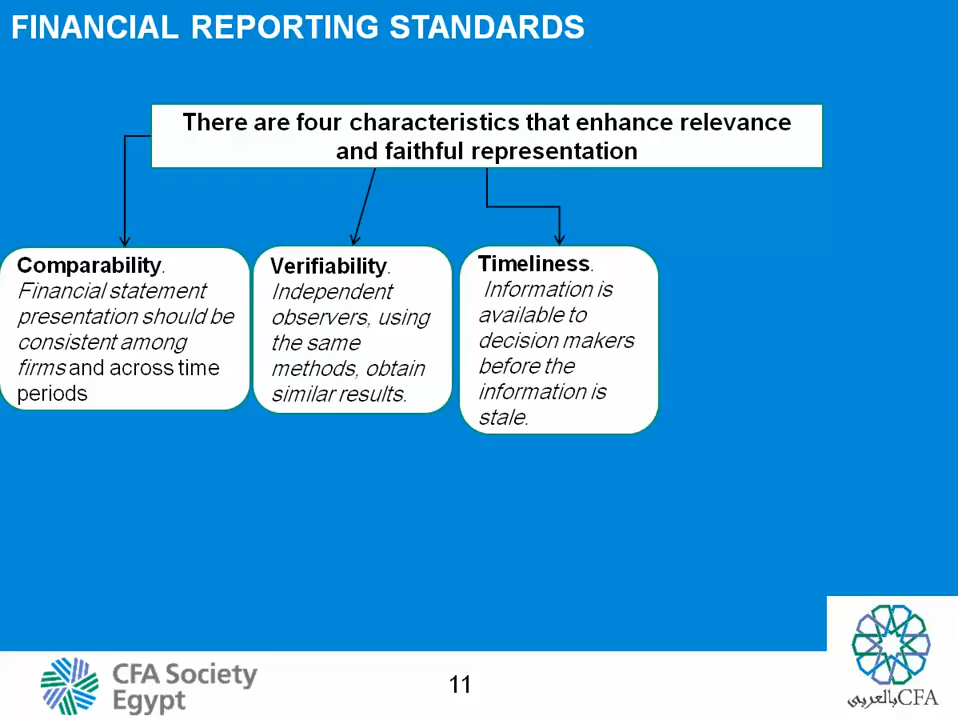 FINANCIAL REPORTING STANDARDS
There are four characteristics that enhance relevance
and faithful representation
Comparability.
Financial statement
presentation should be
consistent among
firms and across time
periods
Verifiability.
Independent
observers, using
the same
methods, obtain
similar results.
Timeliness.
Information is
available to
decision makers
before the
information is
stale.
CFA Society
Egypt
11
CFA بالعربي